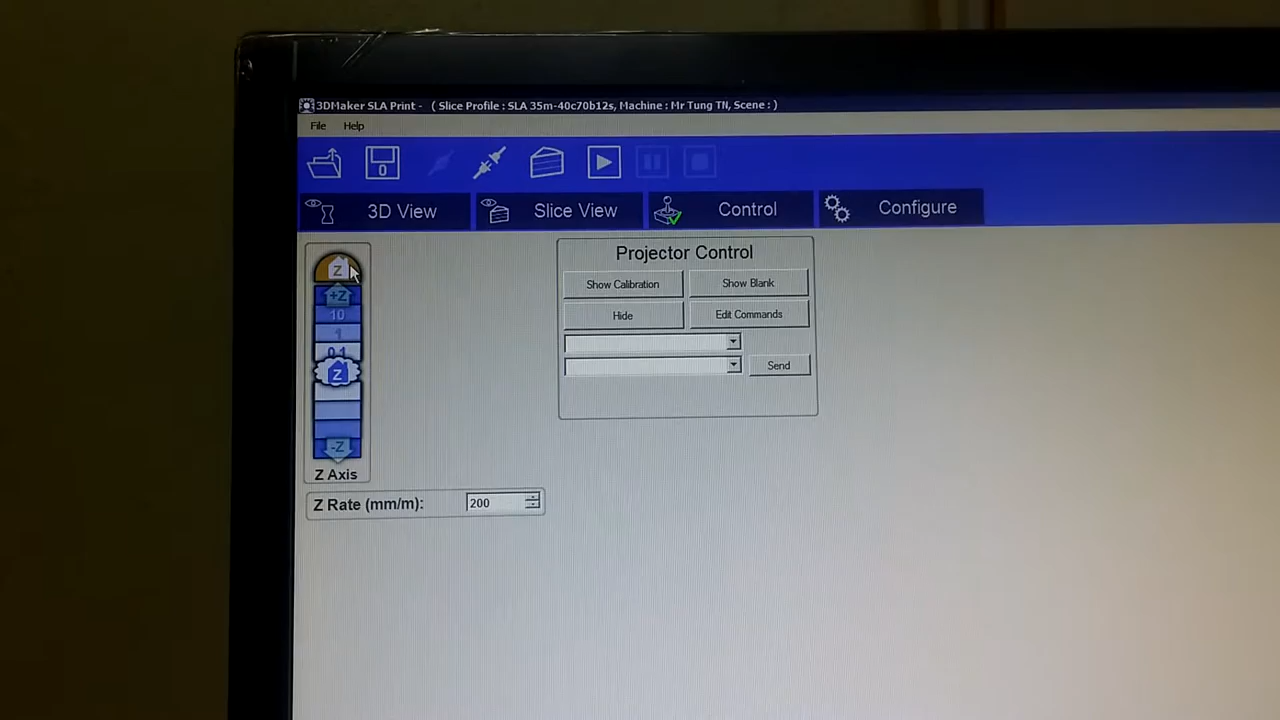 3DMaker SLA Print - ( Slice Profile : SLA 35m-40c70b12s, Machine : Mr Tung TN, Scene : )
File Help
0
3D View Slice View Control Configure
Z
+Z
10
1
0.1
Z
-Z
Z Axis
Z Rate (mm/m): 200
Projector Control
Show Calibration Show Blank
Hide Edit Commands
Send